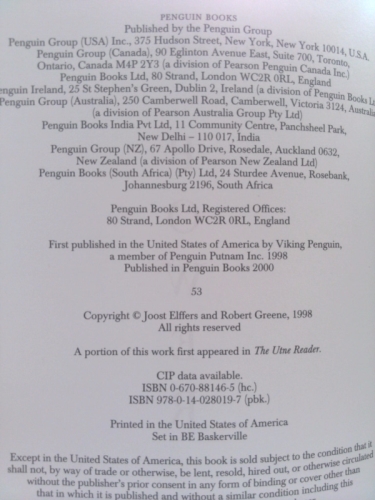 PENGUIN BOOKS
Published by the Penguin Group
Penguin Group (USA) Inc., 375 Hudson Street, New York, New York 10014, U.S.A.
Penguin Group (Canada), 90 Eglinton Avenue East, Suite 700, Toronto,
Ontario, Canada M4P 2Y3 (a division of Pearson Penguin Canada Inc.)
Penguin Books Ltd, 80 Strand, London WC2R 0RL, England
enguin Ireland, 25 St Stephen's Green, Dublin 2, Ireland (a division of Penguin Books L
Penguin Group (Australia), 250 Camberwell Road, Camberwell, Victoria 3124, Austral
(a division of Pearson Australia Group Pty Ltd)
Penguin Books India Pvt Ltd, 11 Community Centre, Panchsheel Park,
New Delhi – 110 017, India
Penguin Group (NZ), 67 Apollo Drive, Rosedale, Auckland 0632,
New Zealand (a division of Pearson New Zealand Ltd)
Penguin Books (South Africa) (Pty) Ltd, 24 Sturdee Avenue, Rosebank,
Johannesburg 2196, South Africa
Penguin Books Ltd, Registered Offices:
80 Strand, London WC2R 0RL, England
First published in the United States of America by Viking Penguin,
a member of Penguin Putnam Inc. 1998
Published in Penguin Books 2000
53
Copyright © Joost Elffers and Robert Greene, 1998
All rights reserved
A portion of this work first appeared in The Utne Reader.
CIP data available.
ISBN 0-670-88146-5 (hc.)
ISBN 978-0-14-028019-7 (pbk.)
Printed in the United States of America
Set in BE Baskerville
Except in the United States of America, this book is sold subject to the condition that it
shall not, by way of trade or otherwise, be lent, resold, hired out, or otherwise circulated
without the publisher's prior consent in any form of binding or cover other than
that in which it is published and without a similar condition including this